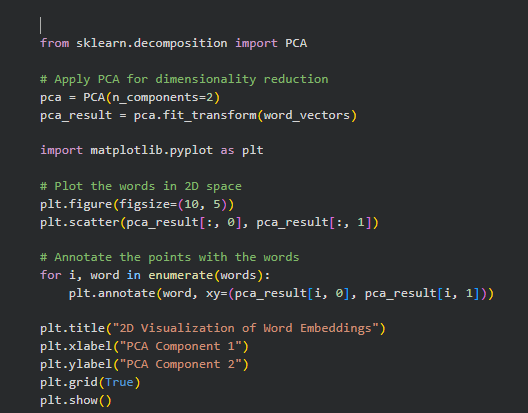 from sklearn.decomposition import PCA
# Apply PCA for dimensionality reduction
pca = PCA(n_components=2)
pca_result = pca.fit_transform(word_vectors)
import matplotlib.pyplot as plt
# Plot the words in 2D space
plt.figure(figsize=(10, 5))
plt.scatter(pca_result[:, 0], pca_result[:, 1])
# Annotate the points with the words
for i, word in enumerate(words):
    plt.annotate(word, xy=(pca_result[i, 0], pca_result[i, 1]))
plt.title("2D Visualization of Word Embeddings")
plt.xlabel("PCA Component 1")
plt.ylabel("PCA Component 2")
plt.grid(True)
plt.show()